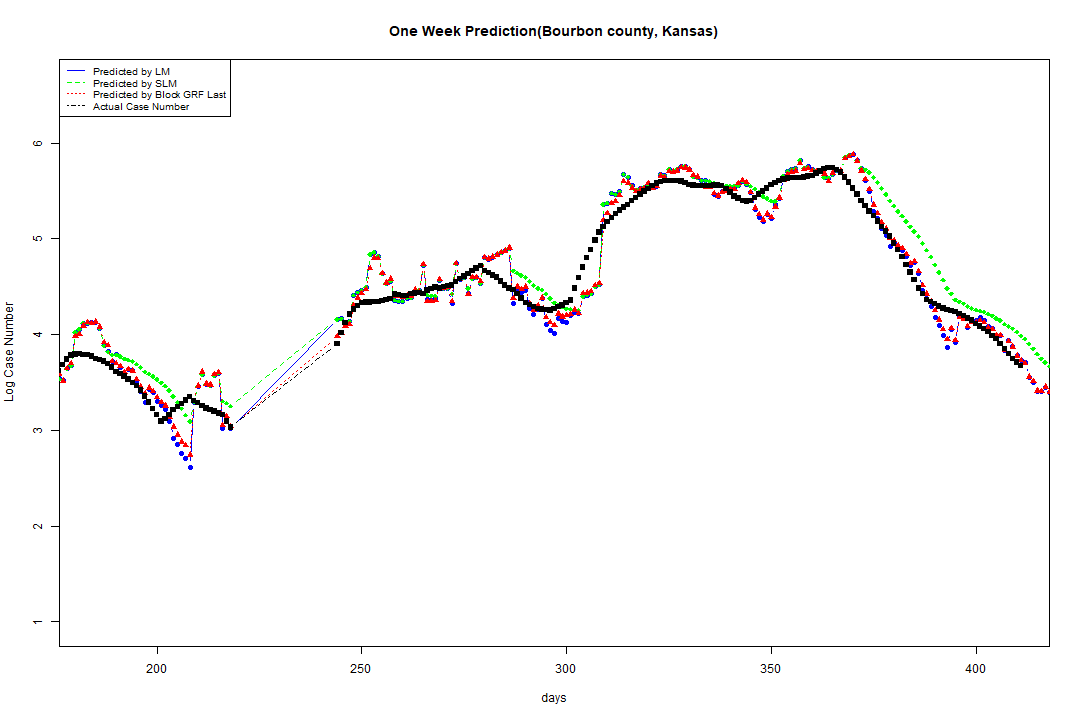 One Week Prediction(Bourbon county, Kansas)
Predicted by LM
Predicted by SLM
Predicted by Block GRF Last
Actual Case Number
6
5
4
3
2
1
Log Case Number
200
250
300
350
400
days